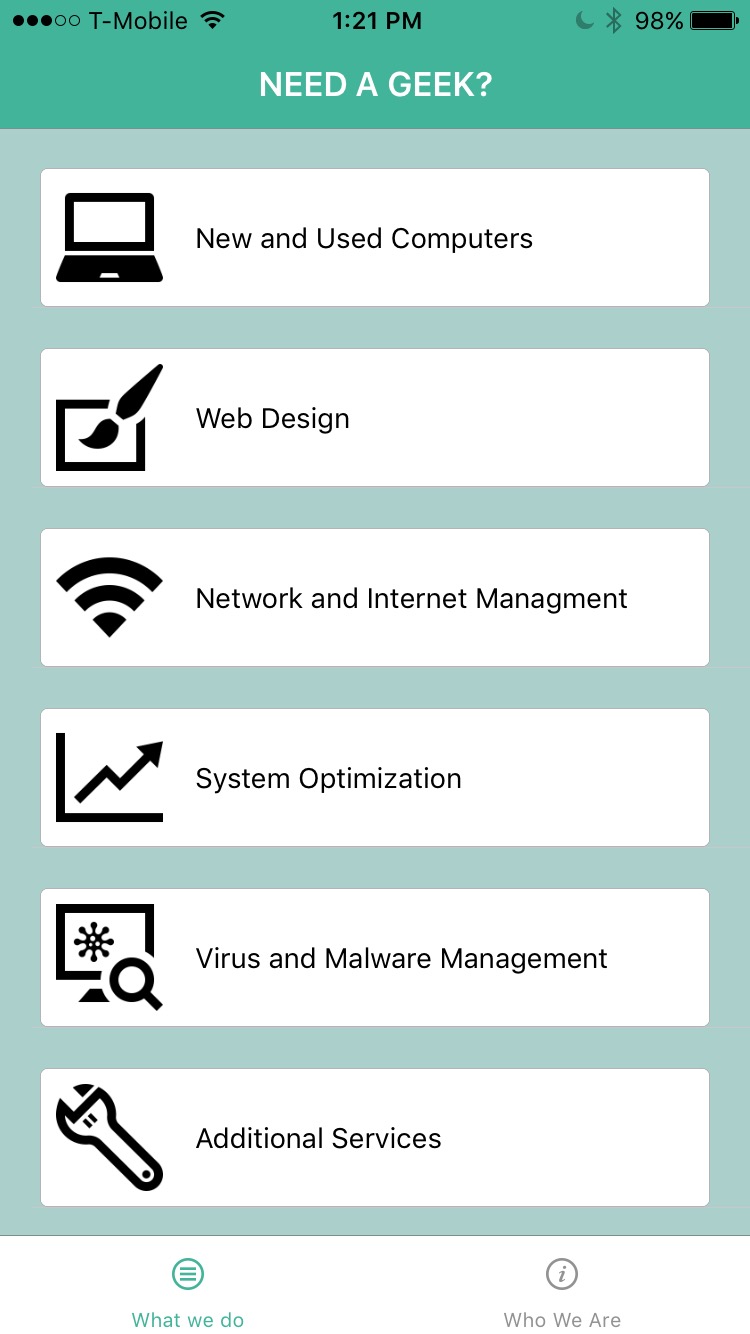 T-Mobile 1:21 PM 98%
NEED A GEEK?
New and Used Computers
Web Design
Network and Internet Managment
System Optimization
Virus and Malware Management
Additional Services
What we do Who We Are